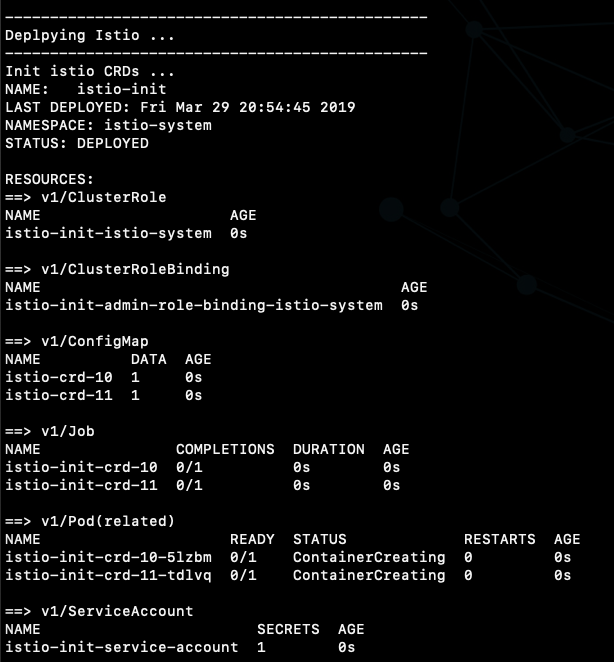 -----------------------------------------------
Deplpying Istio ...
-----------------------------------------------
Init istio CRDs ...
NAME:   istio-init
LAST DEPLOYED: Fri Mar 29 20:54:45 2019
NAMESPACE: istio-system
STATUS: DEPLOYED

RESOURCES:
==> v1/ClusterRole
NAME                     AGE
istio-init-istio-system  0s

==> v1/ClusterRoleBinding
NAME                                        AGE
istio-init-admin-role-binding-istio-system  0s

==> v1/ConfigMap
NAME          DATA  AGE
istio-crd-10  1     0s
istio-crd-11  1     0s

==> v1/Job
NAME               COMPLETIONS  DURATION  AGE
istio-init-crd-10  0/1          0s        0s
istio-init-crd-11  0/1          0s        0s

==> v1/Pod(related)
NAME                     READY  STATUS             RESTARTS  AGE
istio-init-crd-10-5lzbm  0/1    ContainerCreating  0         0s
istio-init-crd-11-tdlvq  0/1    ContainerCreating  0         0s

==> v1/ServiceAccount
NAME                        SECRETS  AGE
istio-init-service-account  1        0s